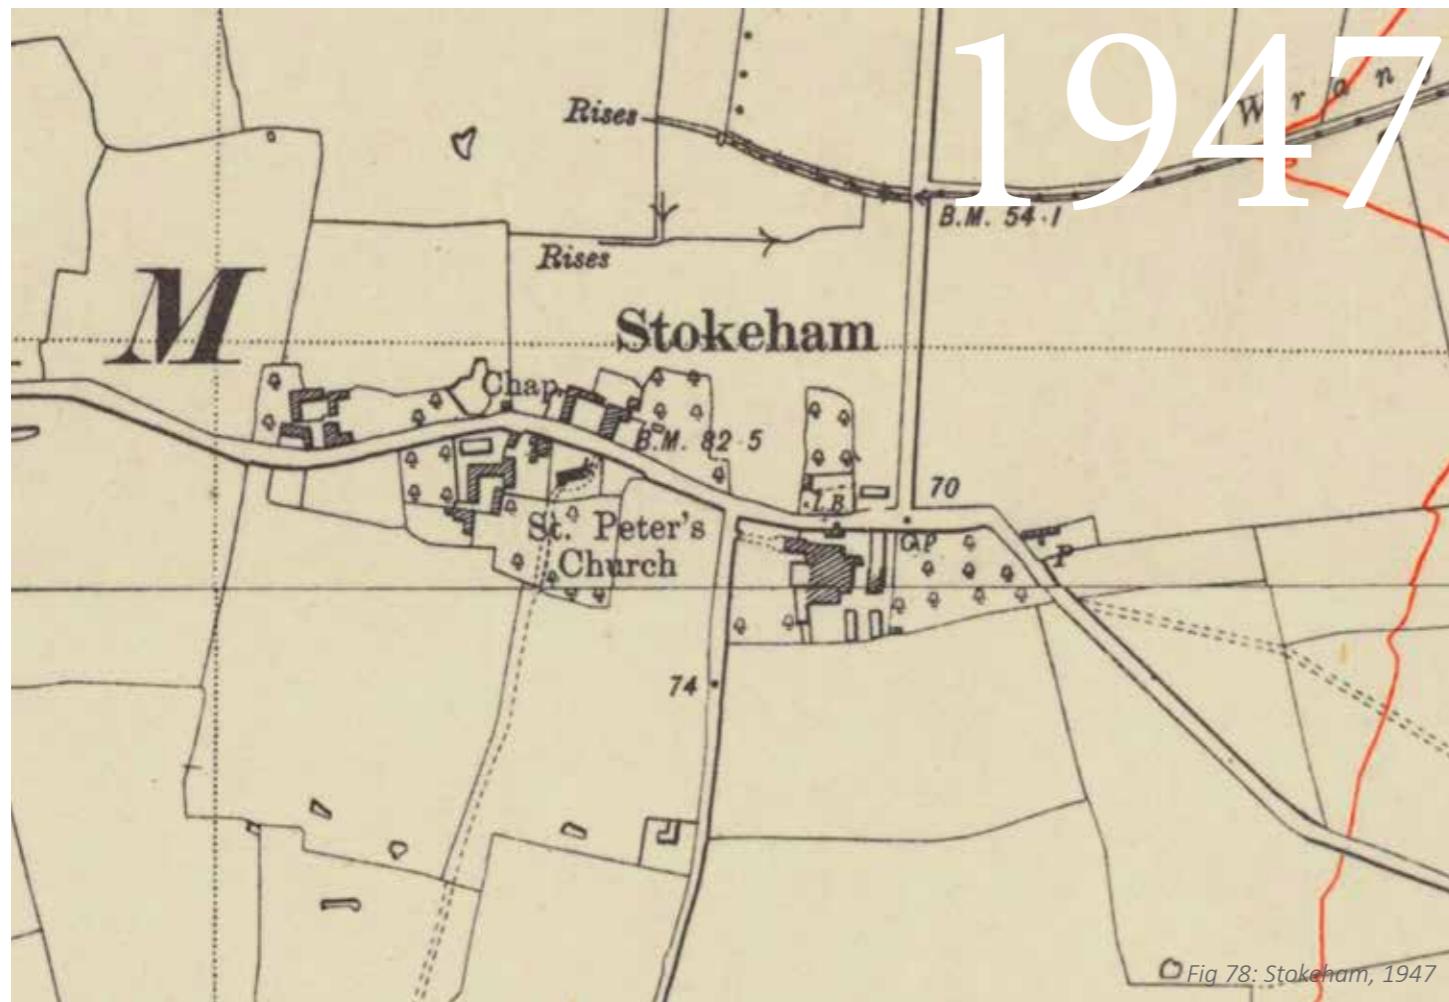 1947
W r a n g
Rises
B.M. 54·1
Rises
M
Stokeham
Chap.
B.M. 82·5
L.B.
70
St. Peter's
Church
G.P
P
74
Fig 78: Stokeham, 1947